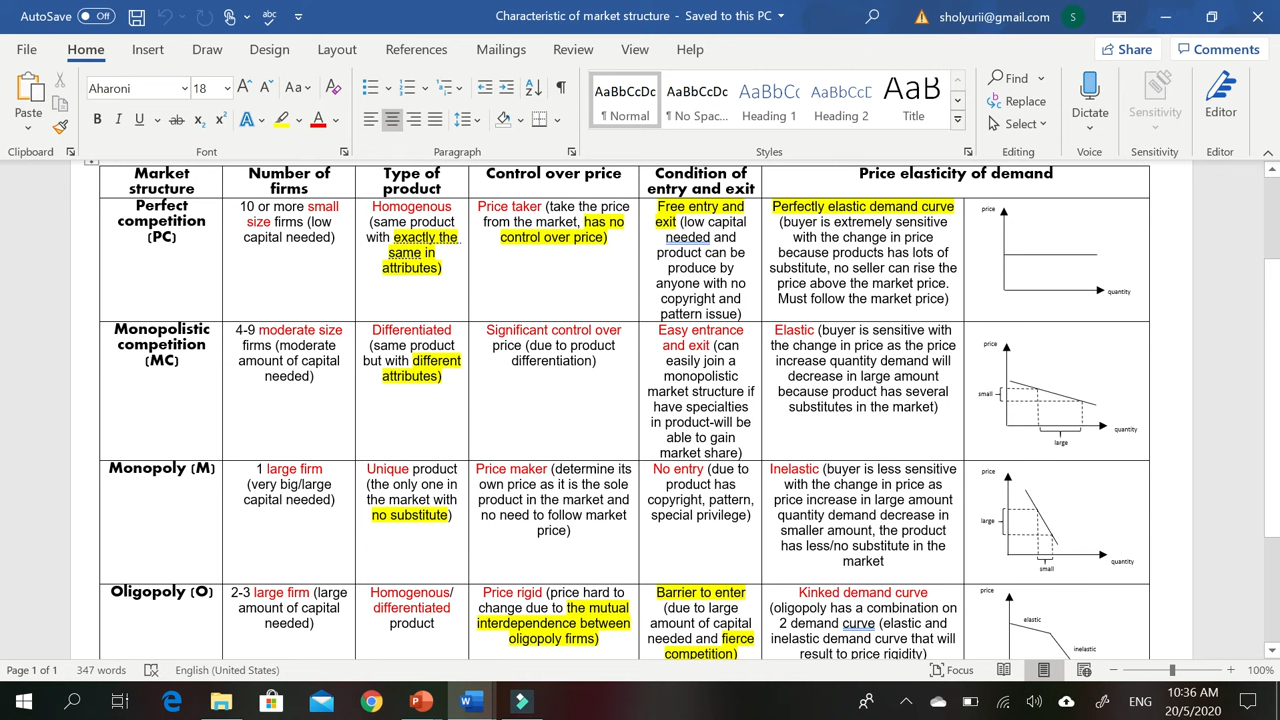 AutoSave Off
Characteristic of market structure - Saved to this PC
sholyurii@gmail.com S
File Home Insert Draw Design Layout References Mailings Review View Help
Share Comments
Paste
Aharoni 18
B I U ab x₂ x² A A
Aa
AaBbCcDc AaBbCcDc AaBbCc AaBbCcD AaB
¶ Normal ¶ No Spac... Heading 1 Heading 2 Title
Find
Replace
Select
Dictate
Sensitivity
Editor
Clipboard Font Paragraph Styles Editing Voice Sensitivity Editor
Market
structure
Number of
firms
Type of
product
Control over price
Condition of
entry and exit
Price elasticity of demand
Perfect
competition
(PC)
10 or more small
size firms (low
capital needed)
Homogenous
(same product
with exactly the
same in
attributes)
Price taker (take the price
from the market, has no
control over price)
Free entry and
exit (low capital
needed and
product can be
produce by
anyone with no
copyright and
pattern issue)
Perfectly elastic demand curve
(buyer is extremely sensitive
with the change in price
because products has lots of
substitute, no seller can rise the
price above the market price.
Must follow the market price)
price
quantity
Monopolistic
competition
(MC)
4-9 moderate size
firms (moderate
amount of capital
needed)
Differentiated
(same product
but with different
attributes)
Significant control over
price (due to product
differentiation)
Easy entrance
and exit (can
easily join a
monopolistic
market structure if
have specialties
in product-will be
able to gain
market share)
Elastic (buyer is sensitive with
the change in price as the price
increase quantity demand will
decrease in large amount
because product has several
substitutes in the market)
price
small
quantity
large
Monopoly (M)
1 large firm
(very big/large
capital needed)
Unique product
(the only one in
the market with
no substitute)
Price maker (determine its
own price as it is the sole
product in the market and
no need to follow market
price)
No entry (due to
product has
copyright, pattern,
special privilege)
Inelastic (buyer is less sensitive
with the change in price as
price increase in large amount
quantity demand decrease in
smaller amount, the product
has less/no substitute in the
market
price
large
quantity
small
Oligopoly (O)
2-3 large firm (large
amount of capital
needed)
Homogenous/
differentiated
product
Price rigid (price hard to
change due to the mutual
interdependence between
oligopoly firms)
Barrier to enter
(due to large
amount of capital
needed and fierce
competition)
Kinked demand curve
(oligopoly has a combination on
2 demand curve (elastic and
inelastic demand curve that will
result to price rigidity)
price
elastic
inelastic
Page 1 of 1 347 words English (United States)
Focus 100%
ENG 10:36 AM
20/5/2020